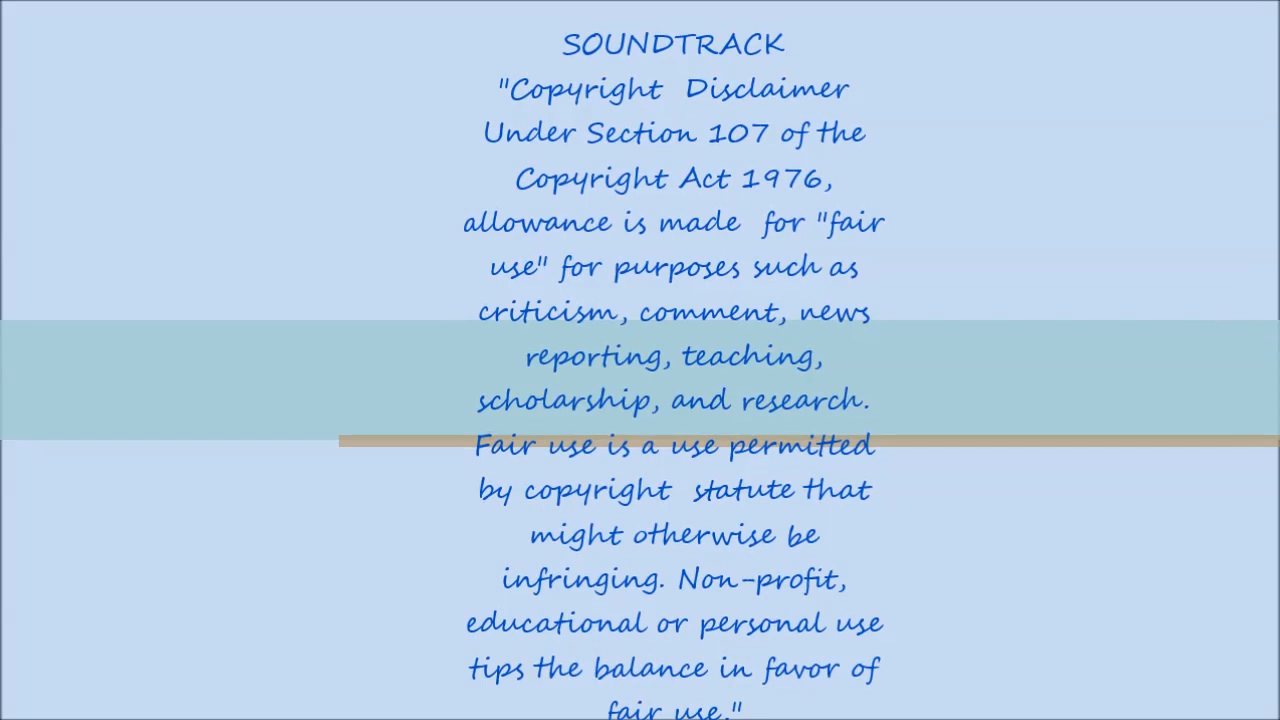 SOUNDTRACK
"Copyright Disclaimer
Under Section 107 of the
Copyright Act 1976,
allowance is made for "fair
use" for purposes such as
criticism, comment, news
reporting, teaching,
scholarship, and research.
Fair use is a use permitted
by copyright statute that
might otherwise be
infringing. Non-profit,
educational or personal use
tips the balance in favor of
fair use."